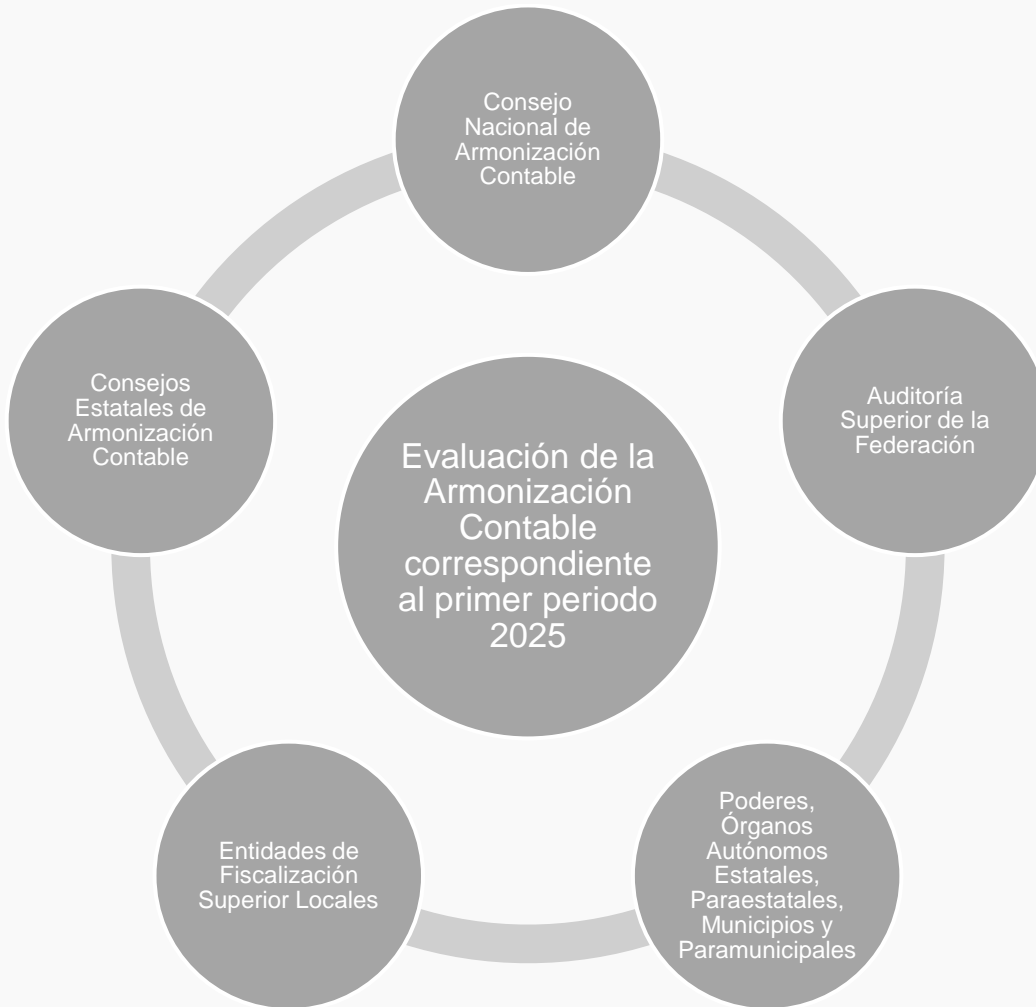 Consejo
Nacional de
Armonización
Contable
Consejos
Estatales de
Armonización
Contable
Auditoría
Superior de la
Federación
Evaluación de la
Armonización
Contable
correspondiente
al primer periodo
2025
Entidades de
Fiscalización
Superior Locales
Poderes,
Órganos
Autónomos
Estatales,
Paraestatales,
Municipios y
Paramunicipales